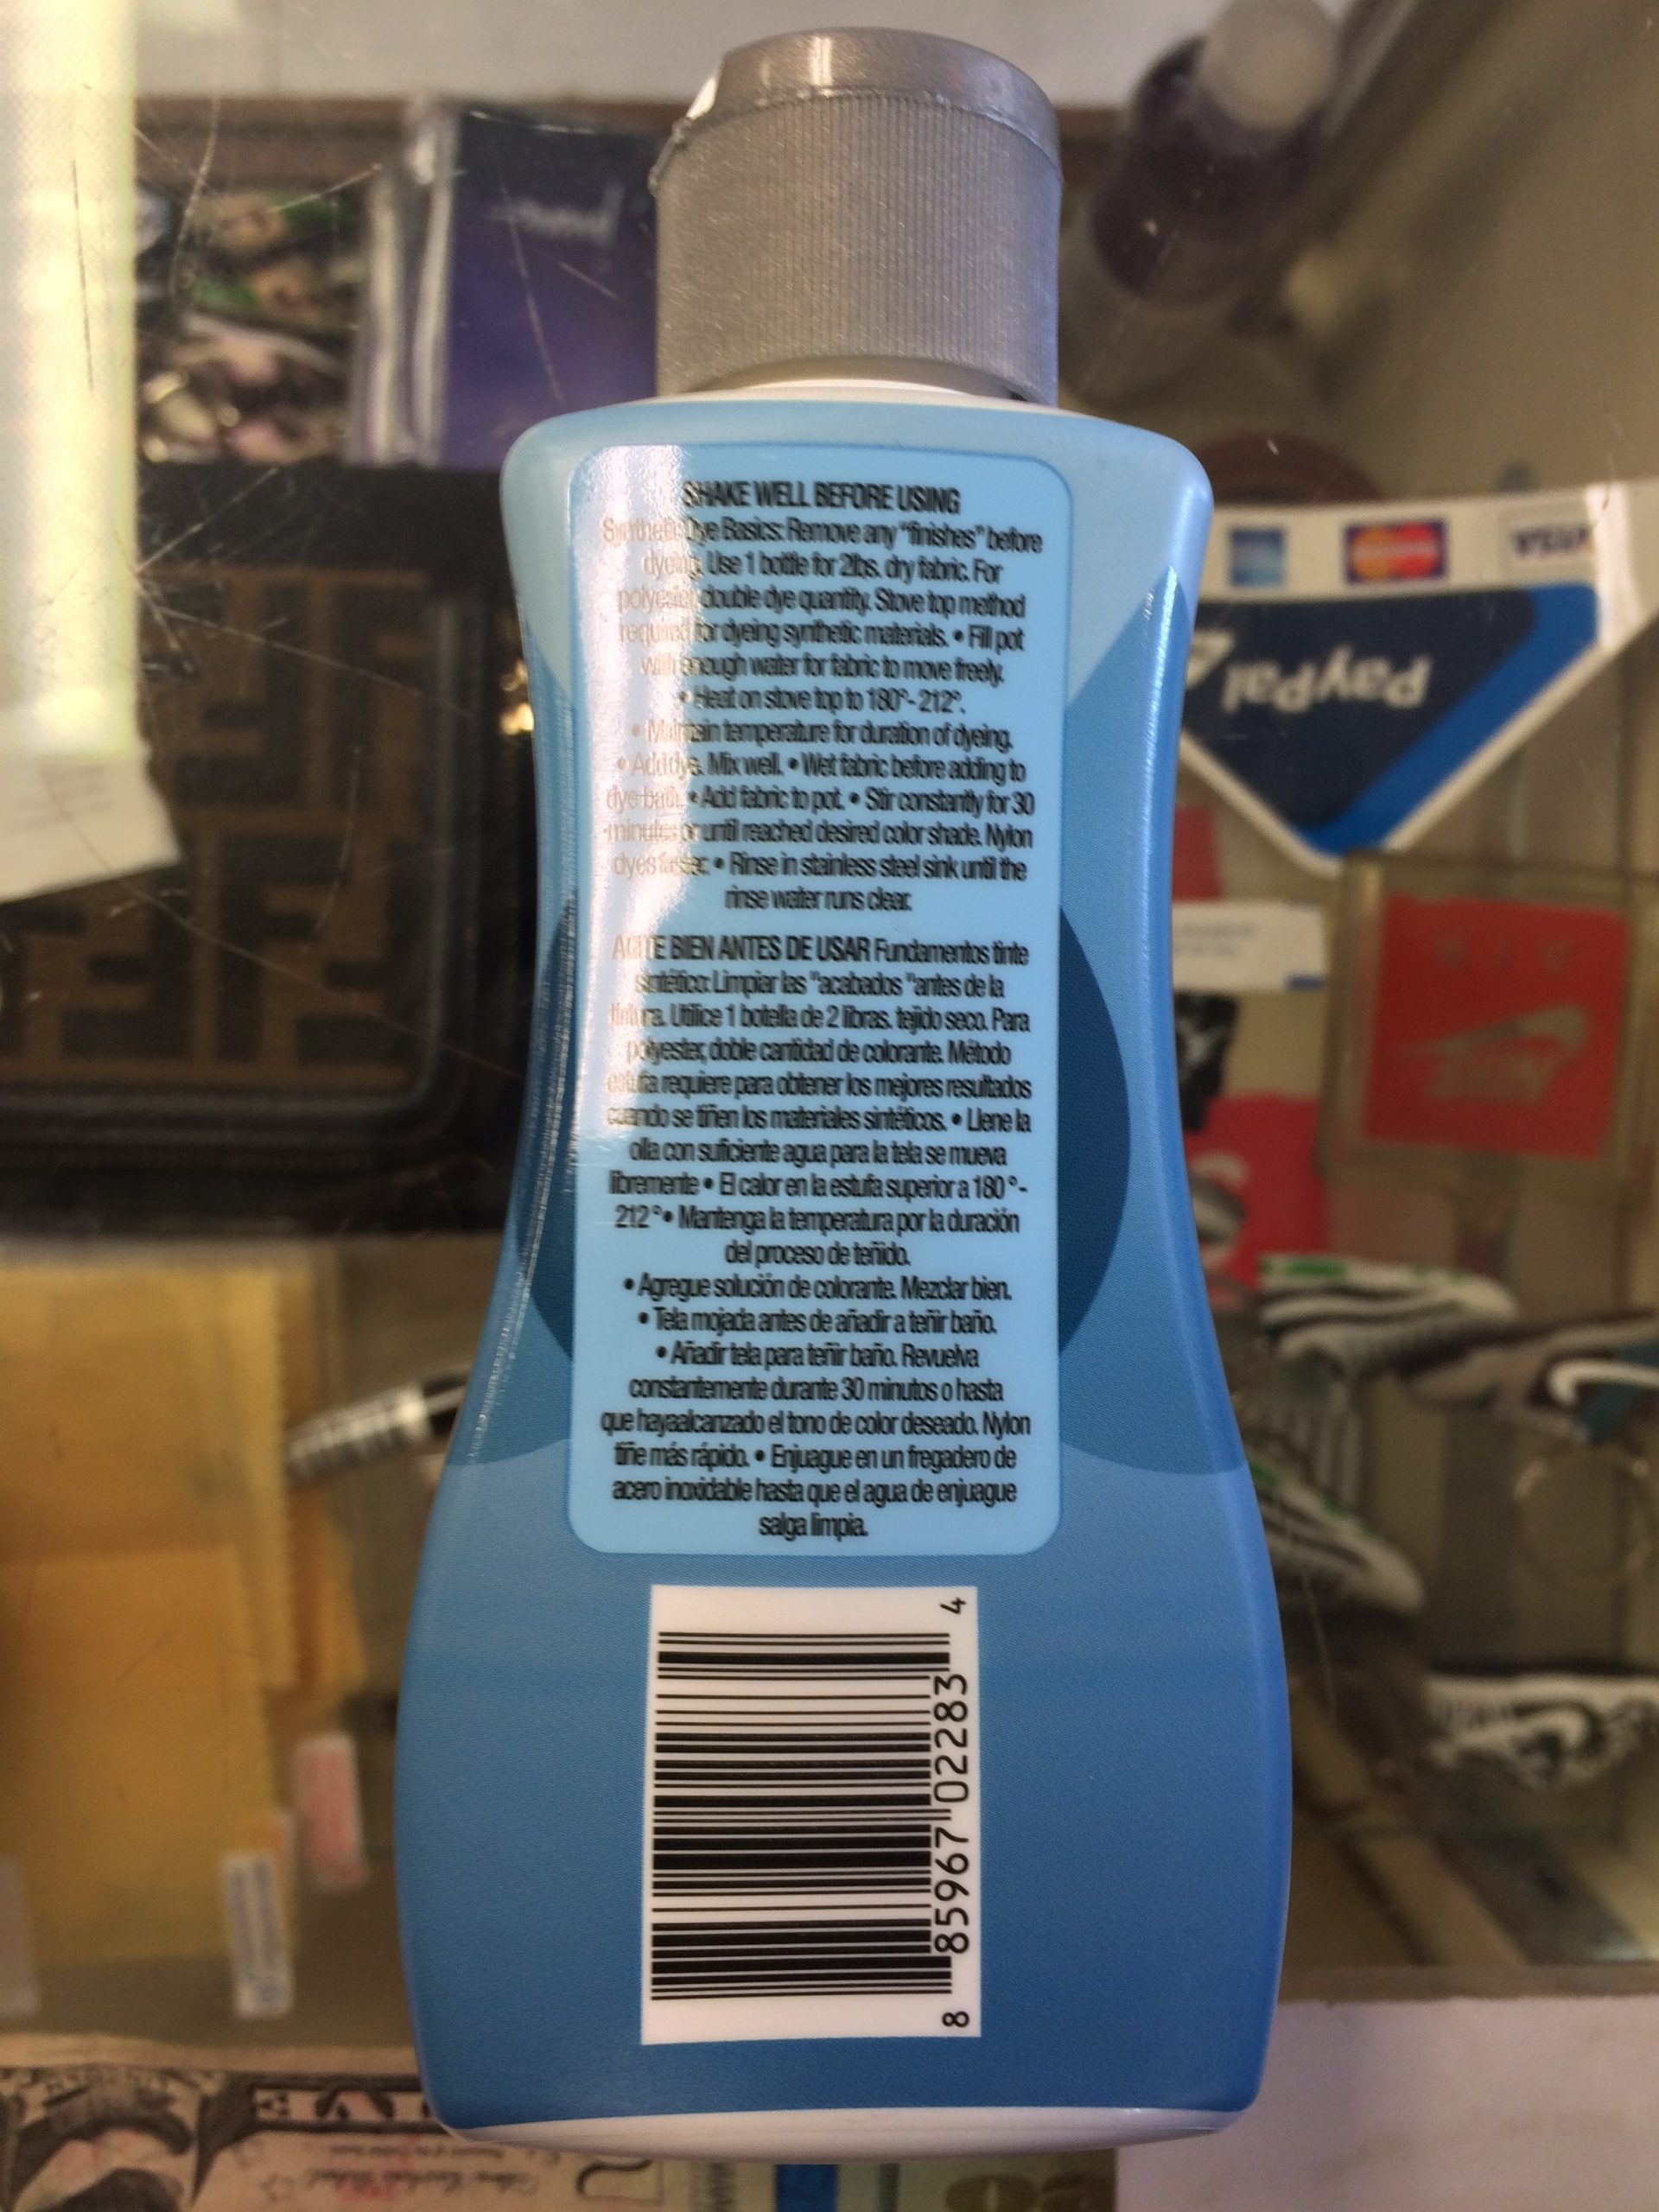 SHAKE WELL BEFORE USING
Synthetic Dye Basics: Remove any "finishes" before
dyeing. Use 1 bottle for 2lbs. dry fabric. For
polyester, double dye quantity. Stove top method
required for dyeing synthetic materials. • Fill pot
with enough water for fabric to move freely.
• Heat on stove top to 180°- 212°.
• Maintain temperature for duration of dyeing.
• Add dye. Mix well. • Wet fabric before adding to
dye bath. • Add fabric to pot. • Stir constantly for 30
minutes or until reached desired color shade. Nylon
dyes faster. • Rinse in stainless steel sink until the
rinse water runs clear.
AGITE BIEN ANTES DE USAR Fundamentos tinte
sintético: Limpiar las "acabados "antes de la
tintura. Utilice 1 botella de 2 libras. tejido seco. Para
polyester, doble cantidad de colorante. Método
estufa requiere para obtener los mejores resultados
cuando se tiñen los materiales sintéticos. • Llene la
olla con suficiente agua para la tela se mueva
libremente • El calor en la estufa superior a 180 °-
212 °• Mantenga la temperatura por la duración
del proceso de teñido.
• Agregue solución de colorante. Mezclar bien.
• Tela mojada antes de añadir a teñir baño.
• Añadir tela para teñir baño. Revuelva
constantemente durante 30 minutos o hasta
que hayaalcanzado el tono de color deseado. Nylon
tiñe más rápido. • Enjuague en un fregadero de
acero inoxidable hasta que el agua de enjuague
salga limpia.
8 85967 02283 4
VISA
PayPal